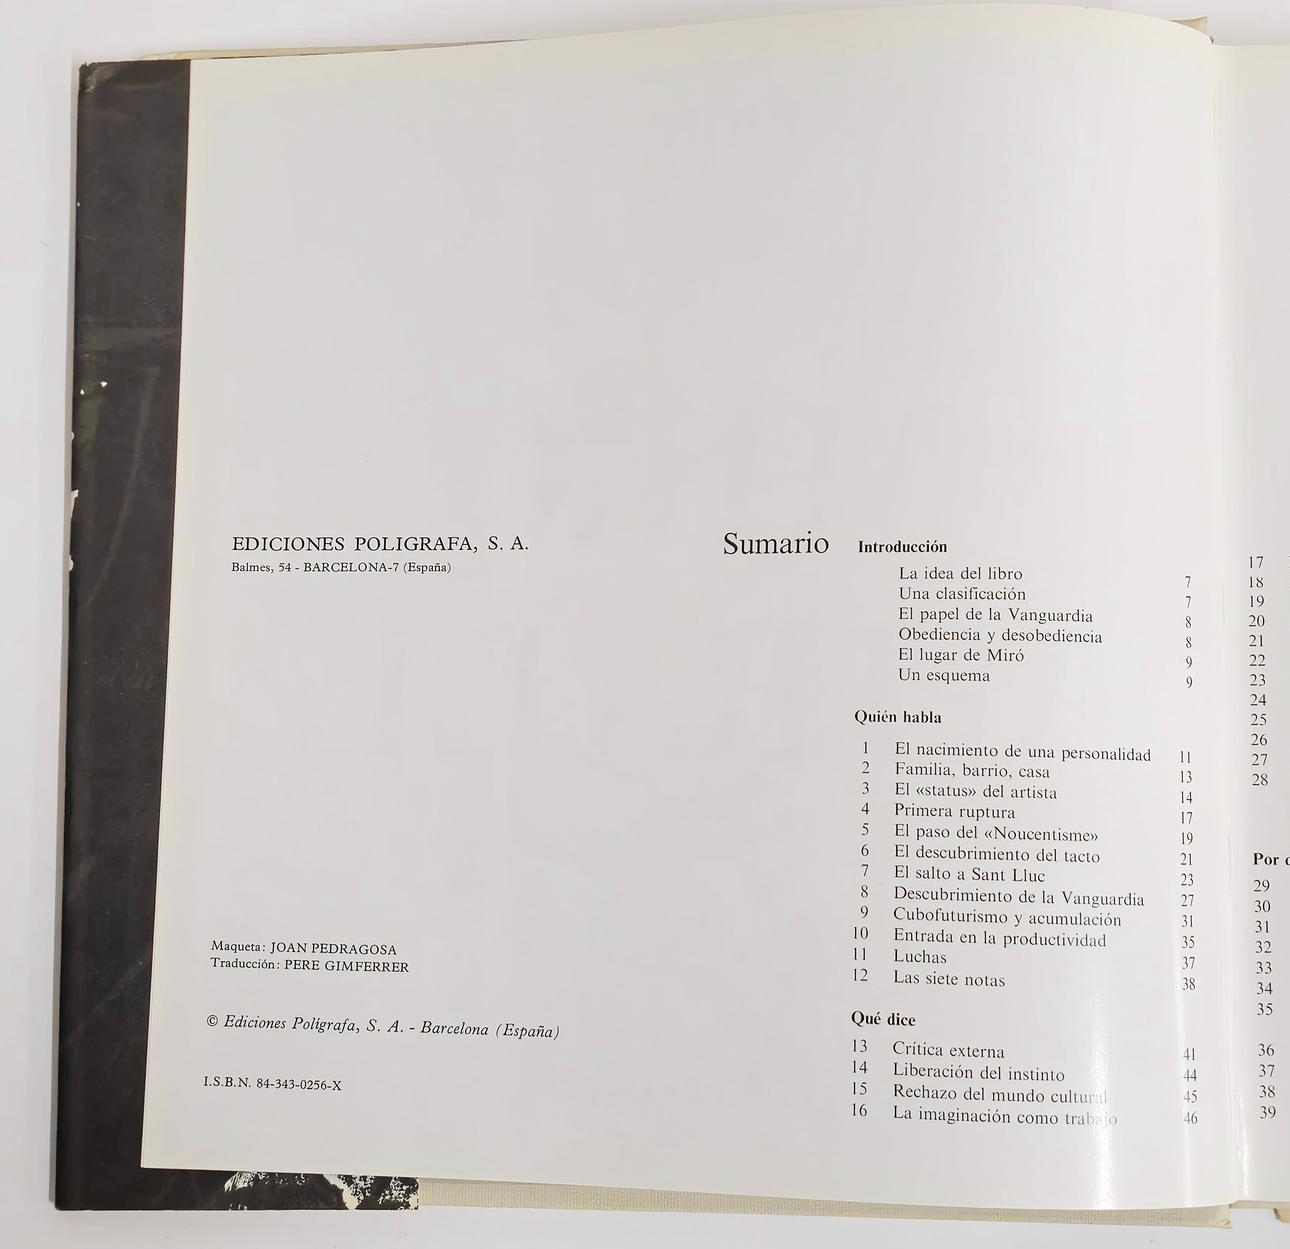 EDICIONES POLIGRAFA, S. A.
Balmes, 54 - BARCELONA-7 (España)
Maqueta: JOAN PEDRAGOSA
Traducción: PERE GIMFERRER
© Ediciones Polígrafa, S. A. - Barcelona (España)
I.S.B.N. 84-343-0256-X
Sumario
Introducción
La idea del libro 7
Una clasificación 7
El papel de la Vanguardia 8
Obediencia y desobediencia 8
El lugar de Miró 9
Un esquema 9
Quién habla
1 El nacimiento de una personalidad 11
2 Familia, barrio, casa 13
3 El «status» del artista 14
4 Primera ruptura 17
5 El paso del «Noucentisme» 19
6 El descubrimiento del tacto 21
7 El salto a Sant Lluc 23
8 Descubrimiento de la Vanguardia 27
9 Cubofuturismo y acumulación 31
10 Entrada en la productividad 35
11 Luchas 37
12 Las siete notas 38
Qué dice
13 Crítica externa 41
14 Liberación del instinto 44
15 Rechazo del mundo cultural 45
16 La imaginación como trabajo 46
17
18
19
20
21
22
23
24
25
26
27
28
Por
29
30
31
32
33
34
35
36
37
38
39